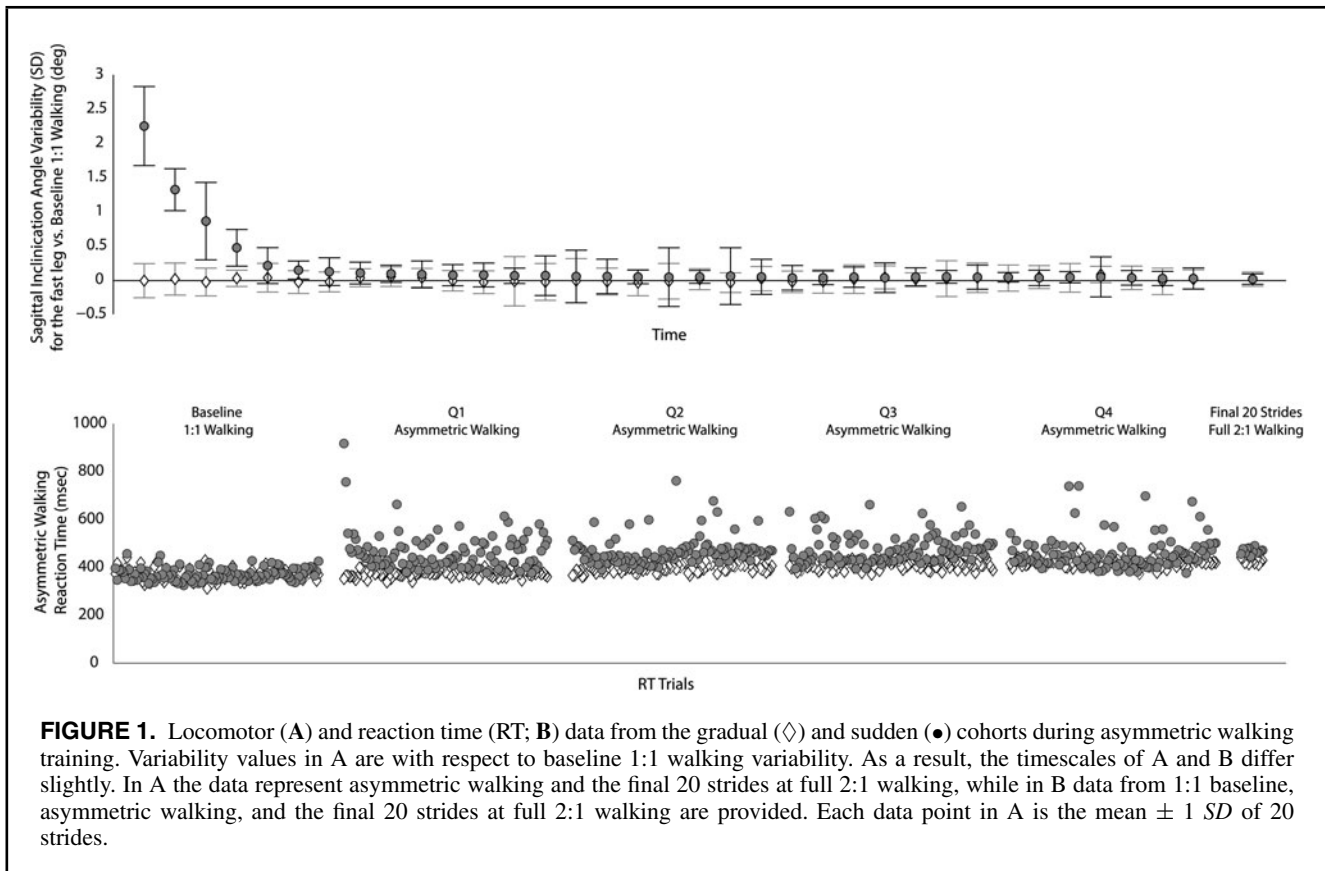 Sagittal Inclinication Angle Variability (SD)
for the fast leg vs. Baseline 1:1 Walking (deg)
3
2.5
2
1.5
1
0.5
0
−0.5
Time
Asymmetric Walking
Reaction Time (msec)
1000
800
600
400
200
0
Baseline
1:1 Walking
Q1
Asymmetric Walking
Q2
Asymmetric Walking
Q3
Asymmetric Walking
Q4
Asymmetric Walking
Final 20 Strides
Full 2:1 Walking
RT Trials
FIGURE 1. Locomotor (A) and reaction time (RT; B) data from the gradual (◇) and sudden (●) cohorts during asymmetric walking
training. Variability values in A are with respect to baseline 1:1 walking variability. As a result, the timescales of A and B differ
slightly. In A the data represent asymmetric walking and the final 20 strides at full 2:1 walking, while in B data from 1:1 baseline,
asymmetric walking, and the final 20 strides at full 2:1 walking are provided. Each data point in A is the mean ± 1 SD of 20
strides.